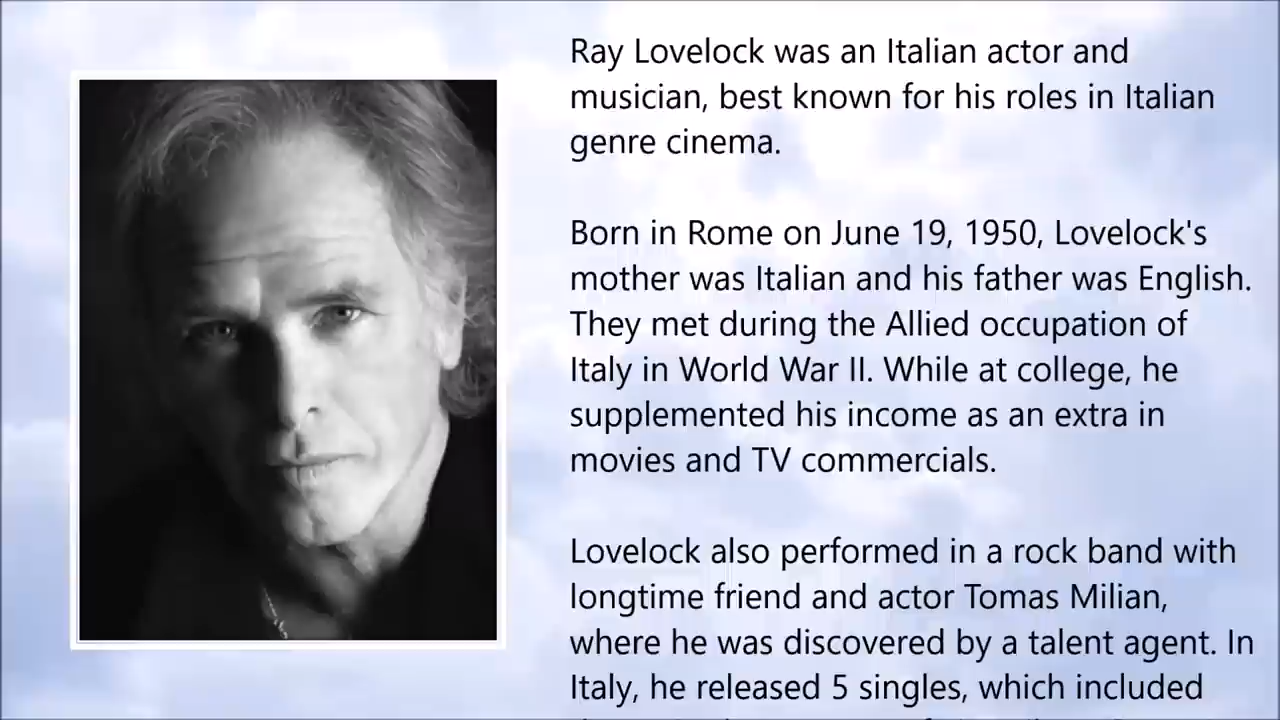 Ray Lovelock was an Italian actor and
musician, best known for his roles in Italian
genre cinema.
Born in Rome on June 19, 1950, Lovelock's
mother was Italian and his father was English.
They met during the Allied occupation of
Italy in World War II. While at college, he
supplemented his income as an extra in
movies and TV commercials.
Lovelock also performed in a rock band with
longtime friend and actor Tomas Milian,
where he was discovered by a talent agent. In
Italy, he released 5 singles, which included